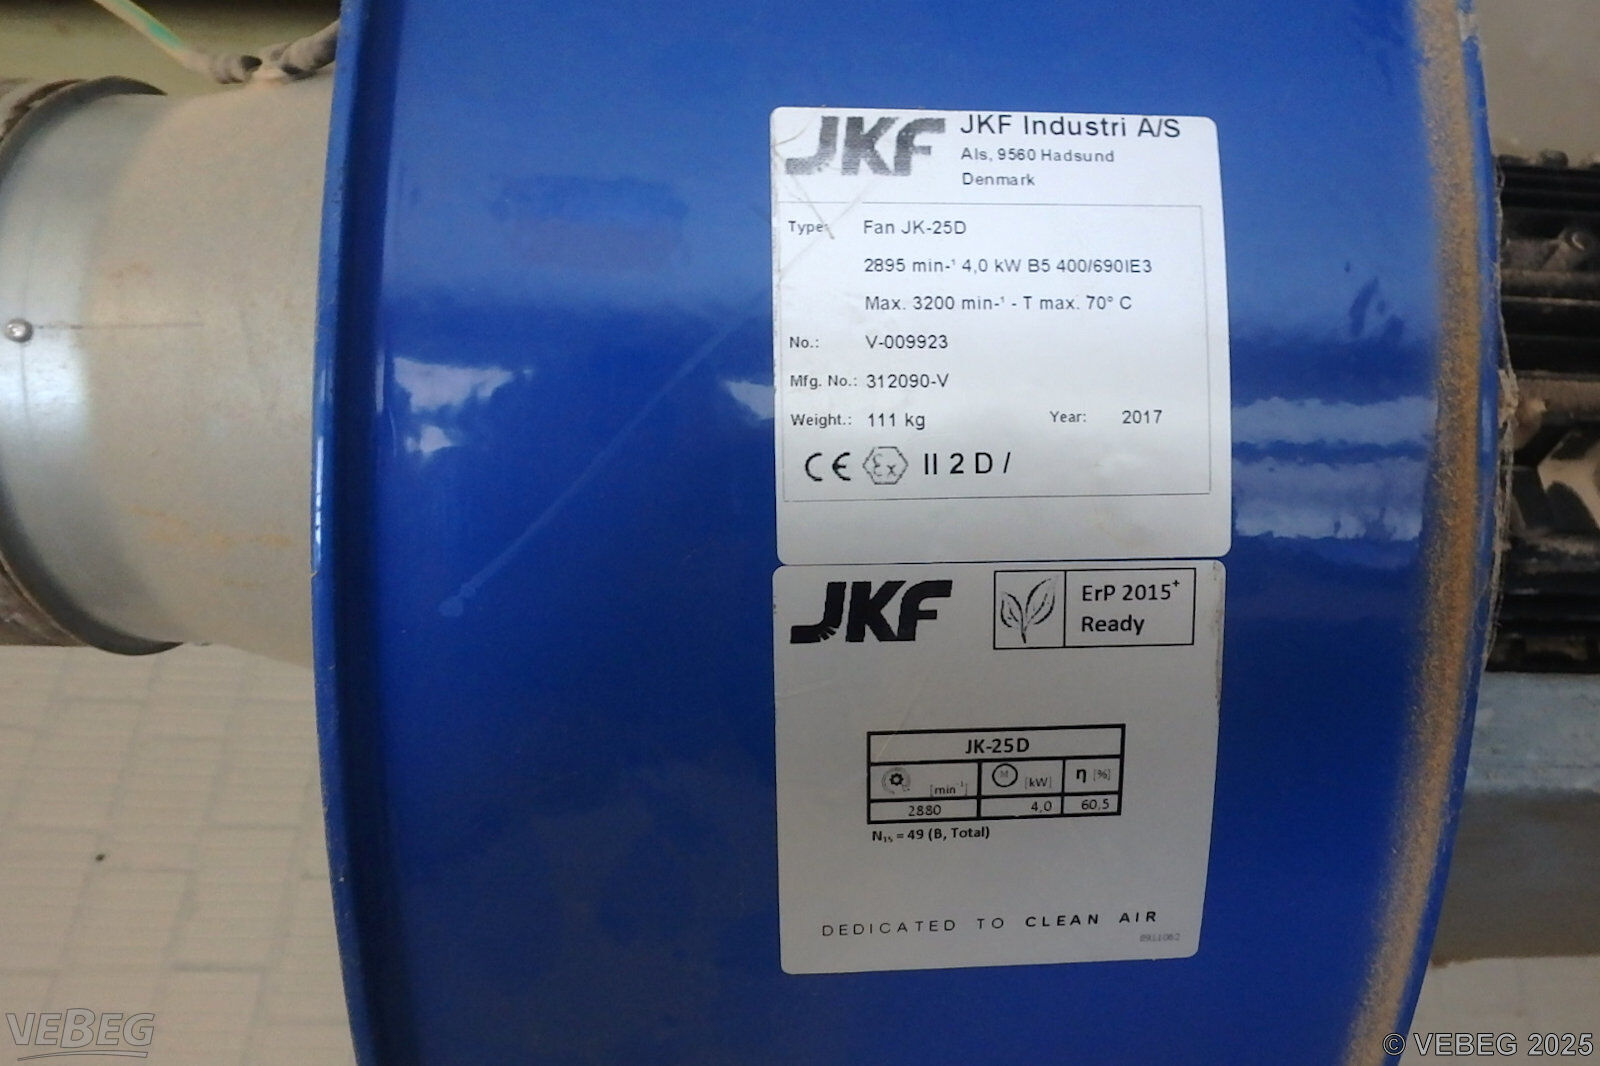 JKF JKF Industri A/S
Als, 9560 Hadsund
Denmark
Type: Fan JK-25D
2895 min-¹ 4,0 kW B5 400/690IE3
Max. 3200 min-¹ - T max. 70° C
No.: V-009923
Mfg. No.: 312090-V
Weight.: 111 kg Year: 2017
CE Ex II 2 D /
JKF ErP 2015⁺
Ready
JK-25D
[min⁻¹] M [kW] η [%]
2880 4,0 60,5
N₁₅ = 49 (B, Total)
DEDICATED TO CLEAN AIR
VEBEG
© VEBEG 2025